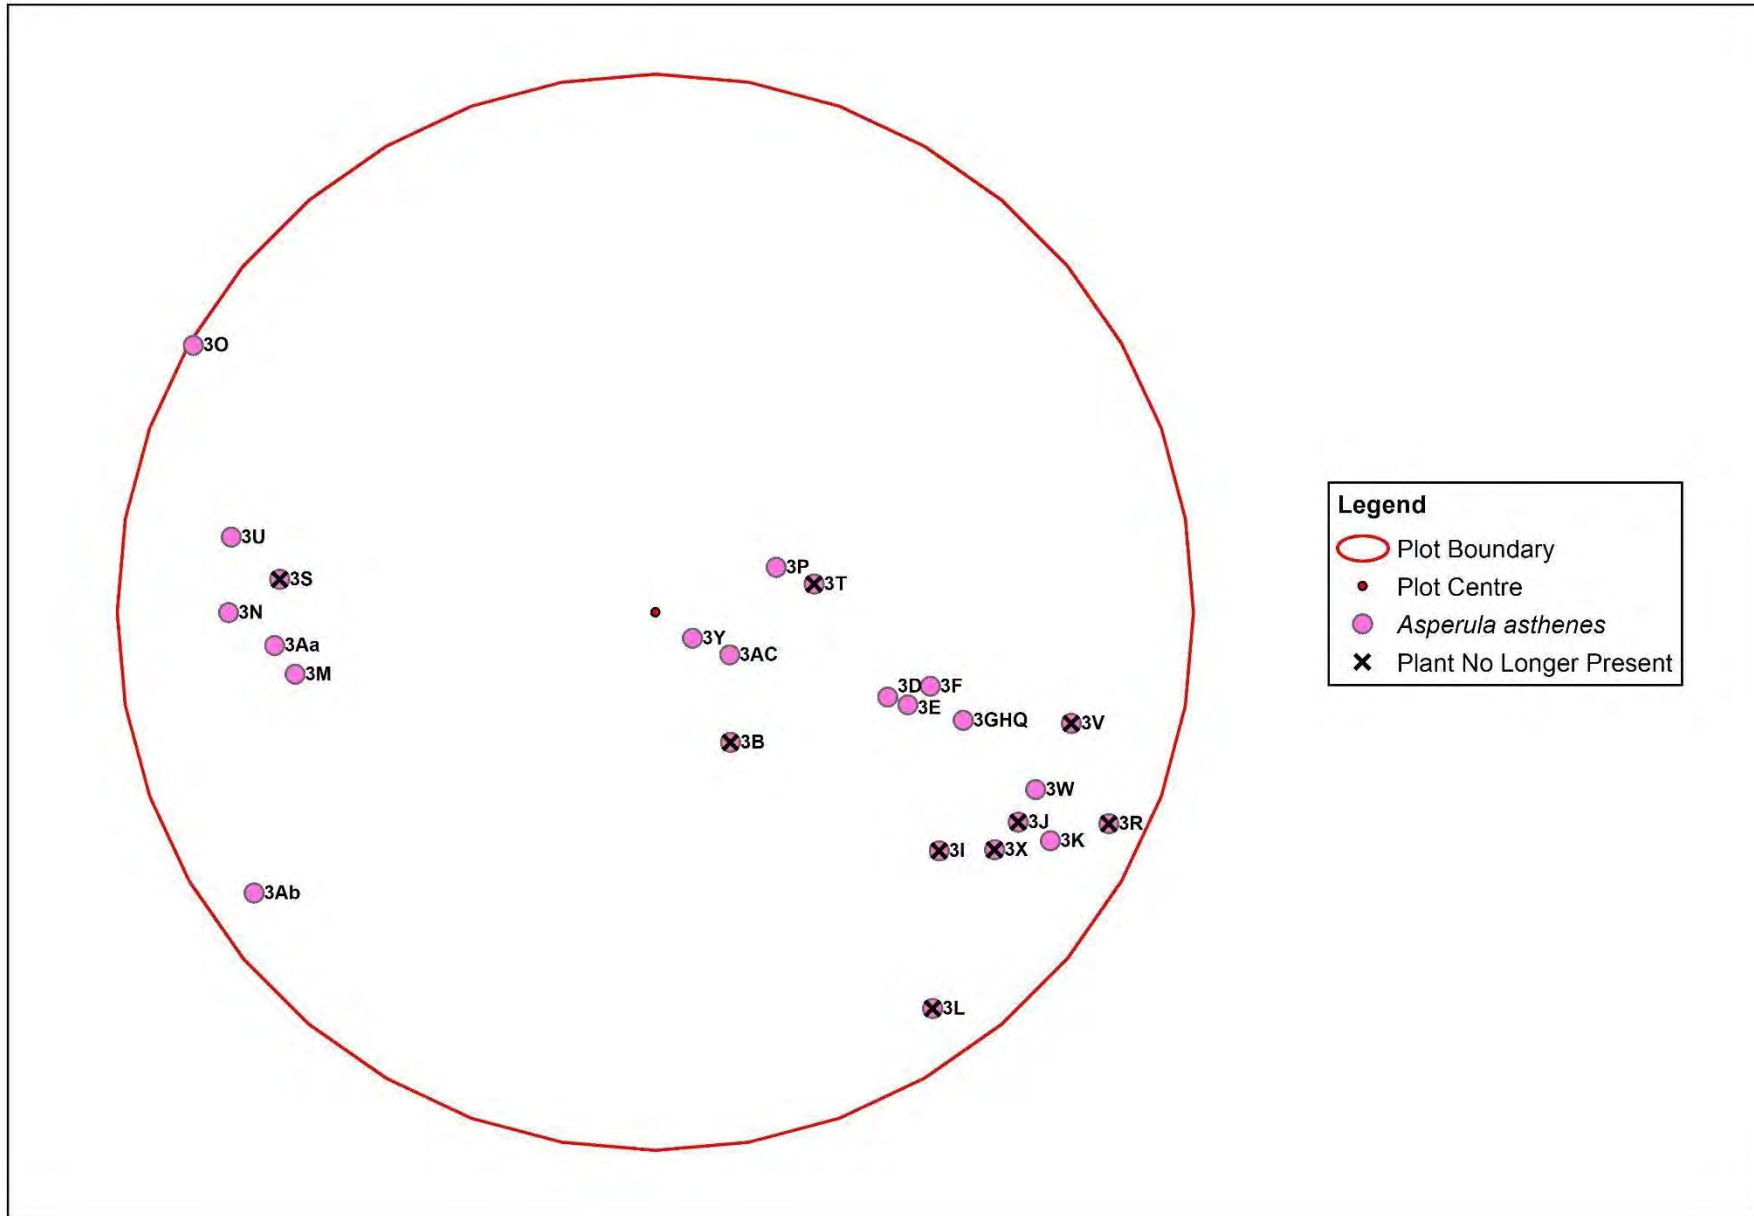 3O
3U
3S
3N
3Aa
3M
3Ab
3P
3T
3Y
3AC
3B
3D
3F
3E
3GHQ
3V
3W
3J
3R
3K
3I
3X
3L
Legend
Plot Boundary
Plot Centre
Asperula asthenes
Plant No Longer Present